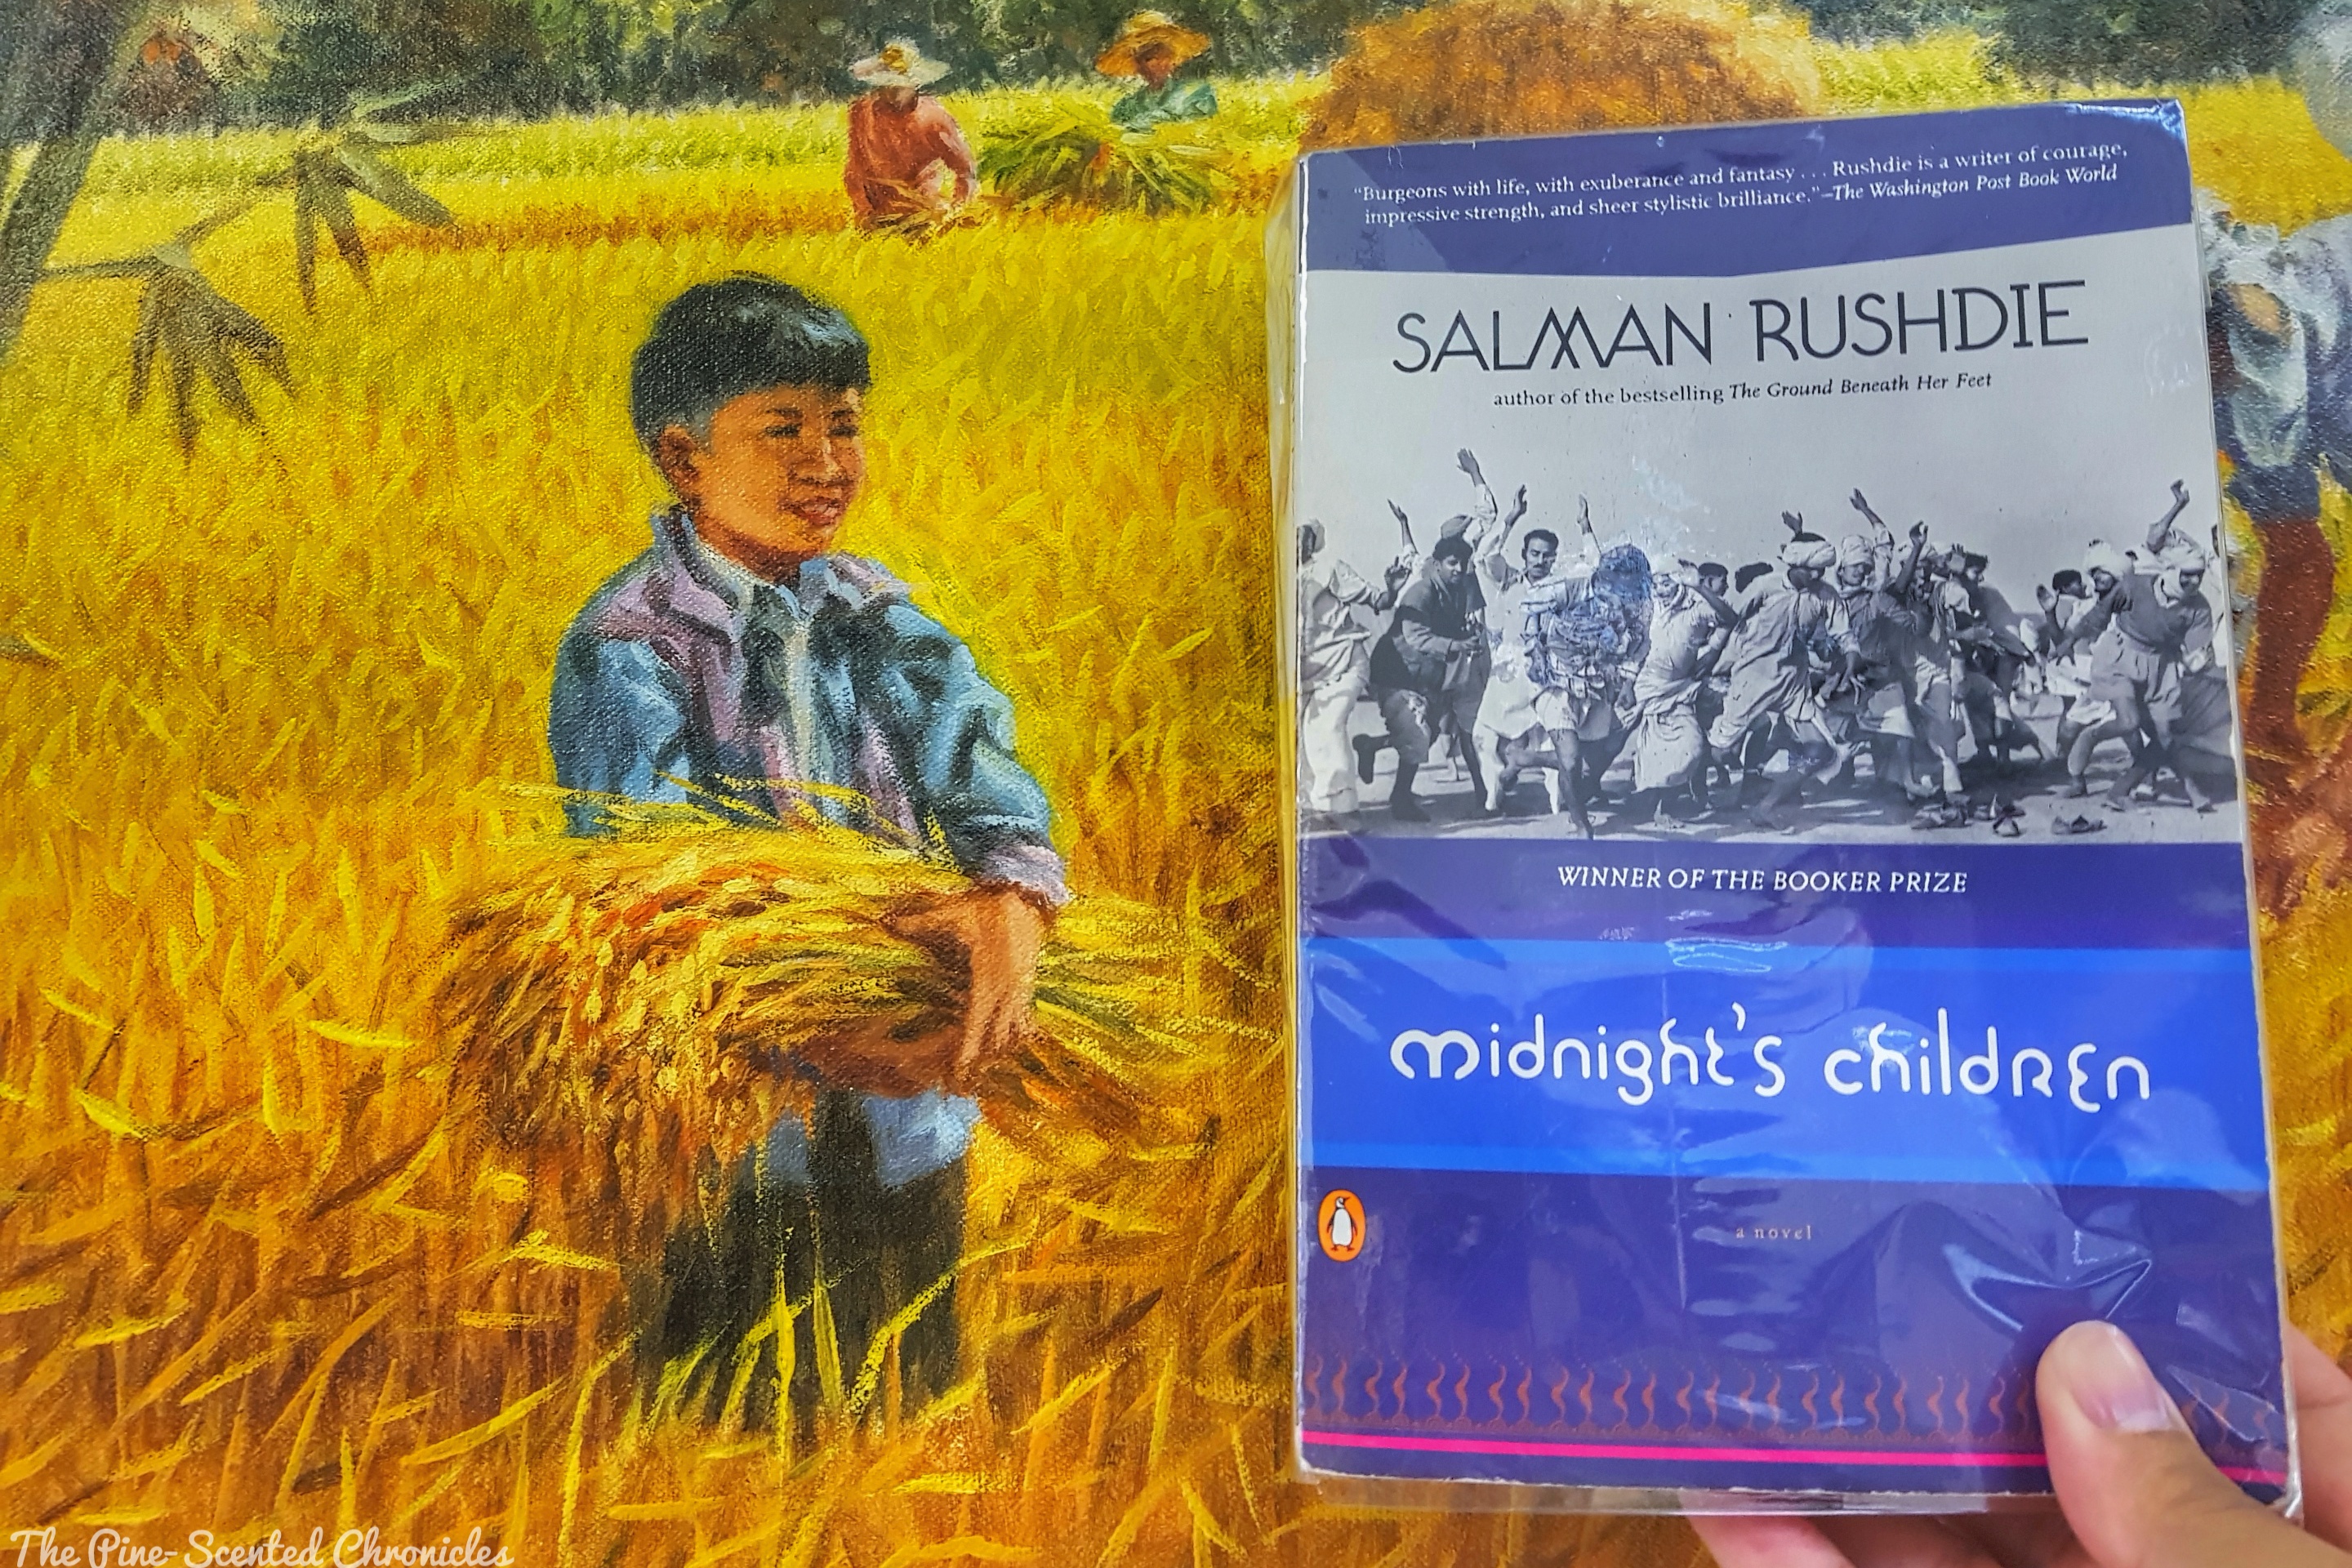 "Burgeons with life, with exuberance and fantasy . . . Rushdie is a writer of courage,
impressive strength, and sheer stylistic brilliance."—The Washington Post Book World
SALMAN RUSHDIE
author of the bestselling The Ground Beneath Her Feet
WINNER OF THE BOOKER PRIZE
midnight's children
a novel
The Pine-Scented Chronicles